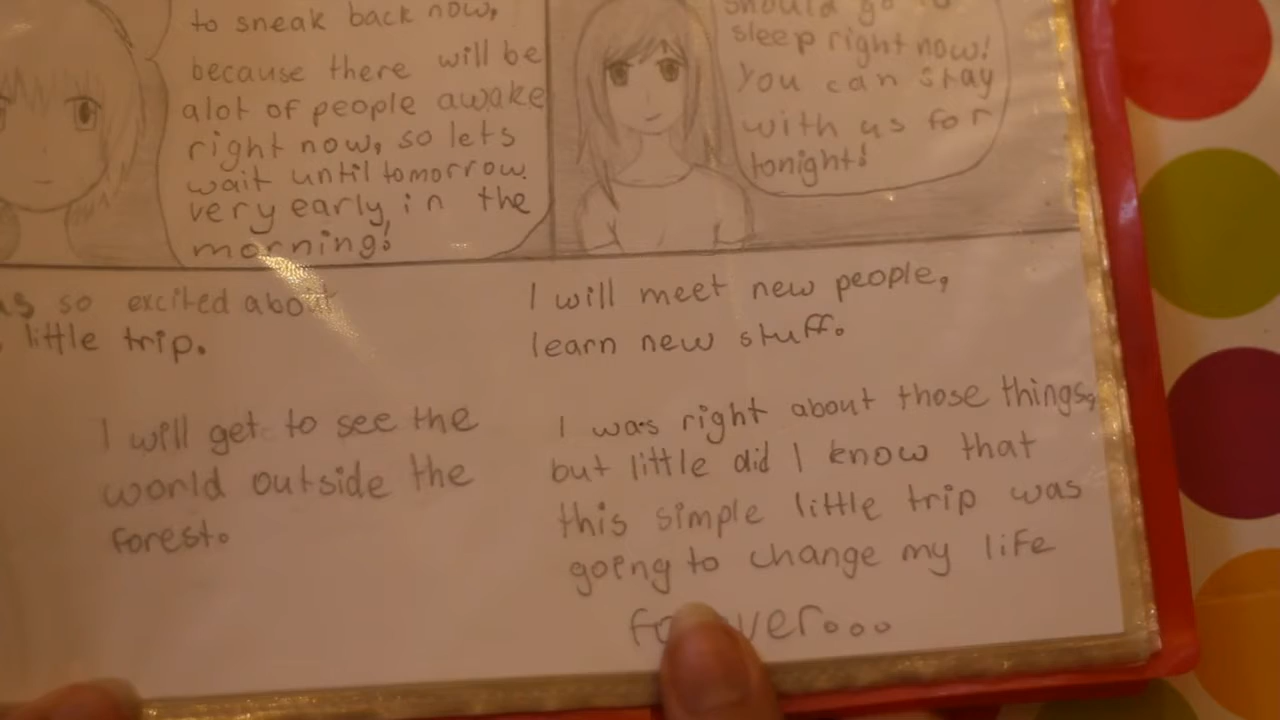 to sneak back now,
because there will be
alot of people awake
right now, so lets
wait until tomorrow
very early in the
morning!
sleep right now!
you can stay
with us for
tonight!
so excited about
little trip.
I will get to see the
world outside the
forest.
I will meet new people,
learn new stuff.
I was right about those things,
but little did I know that
this simple little trip was
going to change my life